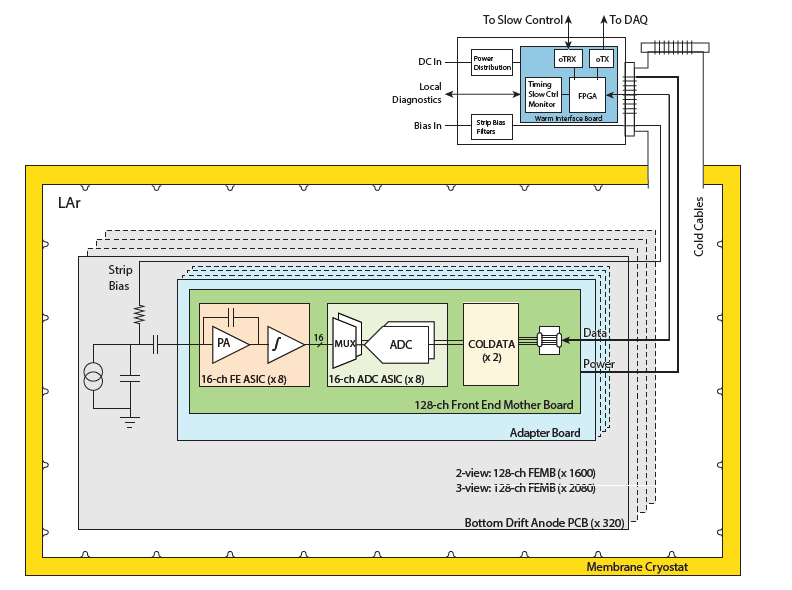 To Slow Control
To DAQ
DC In
Power
Distribution
oTRX
oTX
Local
Diagnostics
Timing
Slow Ctrl
Monitor
FPGA
Bias In
Strip Bias
Filters
Warm Interface Board
LAr
Cold Cables
Strip
Bias
PA
∫
16
MUX
ADC
COLDATA
(x 2)
Data
Power
16-ch FE ASIC (x 8)
16-ch ADC ASIC (x 8)
128-ch Front End Mother Board
Adapter Board
2-view: 128-ch FEMB (x 1600)
3-view: 128-ch FEMB (x 2080)
Bottom Drift Anode PCB (x 320)
Membrane Cryostat